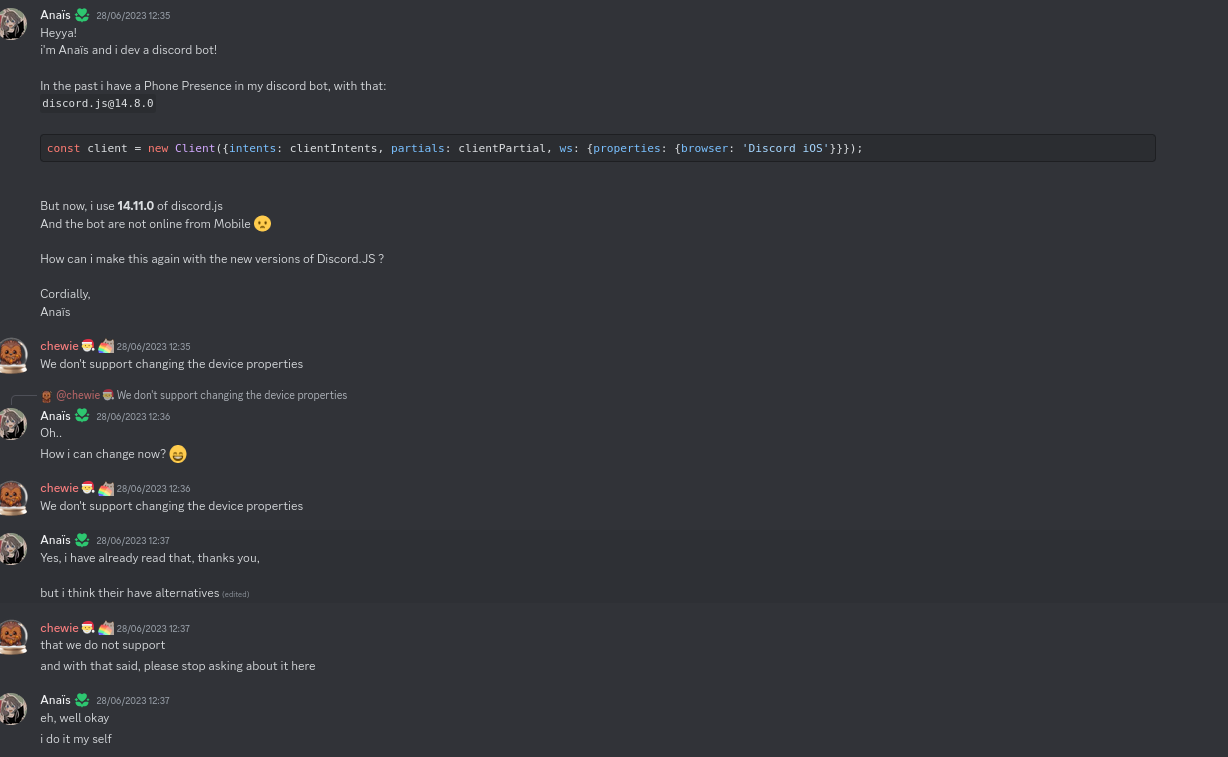 Anaïs 28/06/2023 12:35
Heyya!
i'm Anaïs and i dev a discord bot!
In the past i have a Phone Presence in my discord bot, with that:
discord.js@14.8.0
const client = new Client({intents: clientIntents, partials: clientPartial, ws: {properties: {browser: 'Discord iOS'}}});
But now, i use 14.11.0 of discord.js
And the bot are not online from Mobile 🙁
How can i make this again with the new versions of Discord.JS ?
Cordially,
Anaïs
chewie 28/06/2023 12:35
We don't support changing the device properties
@chewie We don't support changing the device properties
Anaïs 28/06/2023 12:36
Oh..
How i can change now? 😄
chewie 28/06/2023 12:36
We don't support changing the device properties
Anaïs 28/06/2023 12:37
Yes, i have already read that, thanks you,
but i think their have alternatives (edited)
chewie 28/06/2023 12:37
that we do not support
and with that said, please stop asking about it here
Anaïs 28/06/2023 12:37
eh, well okay
i do it my self